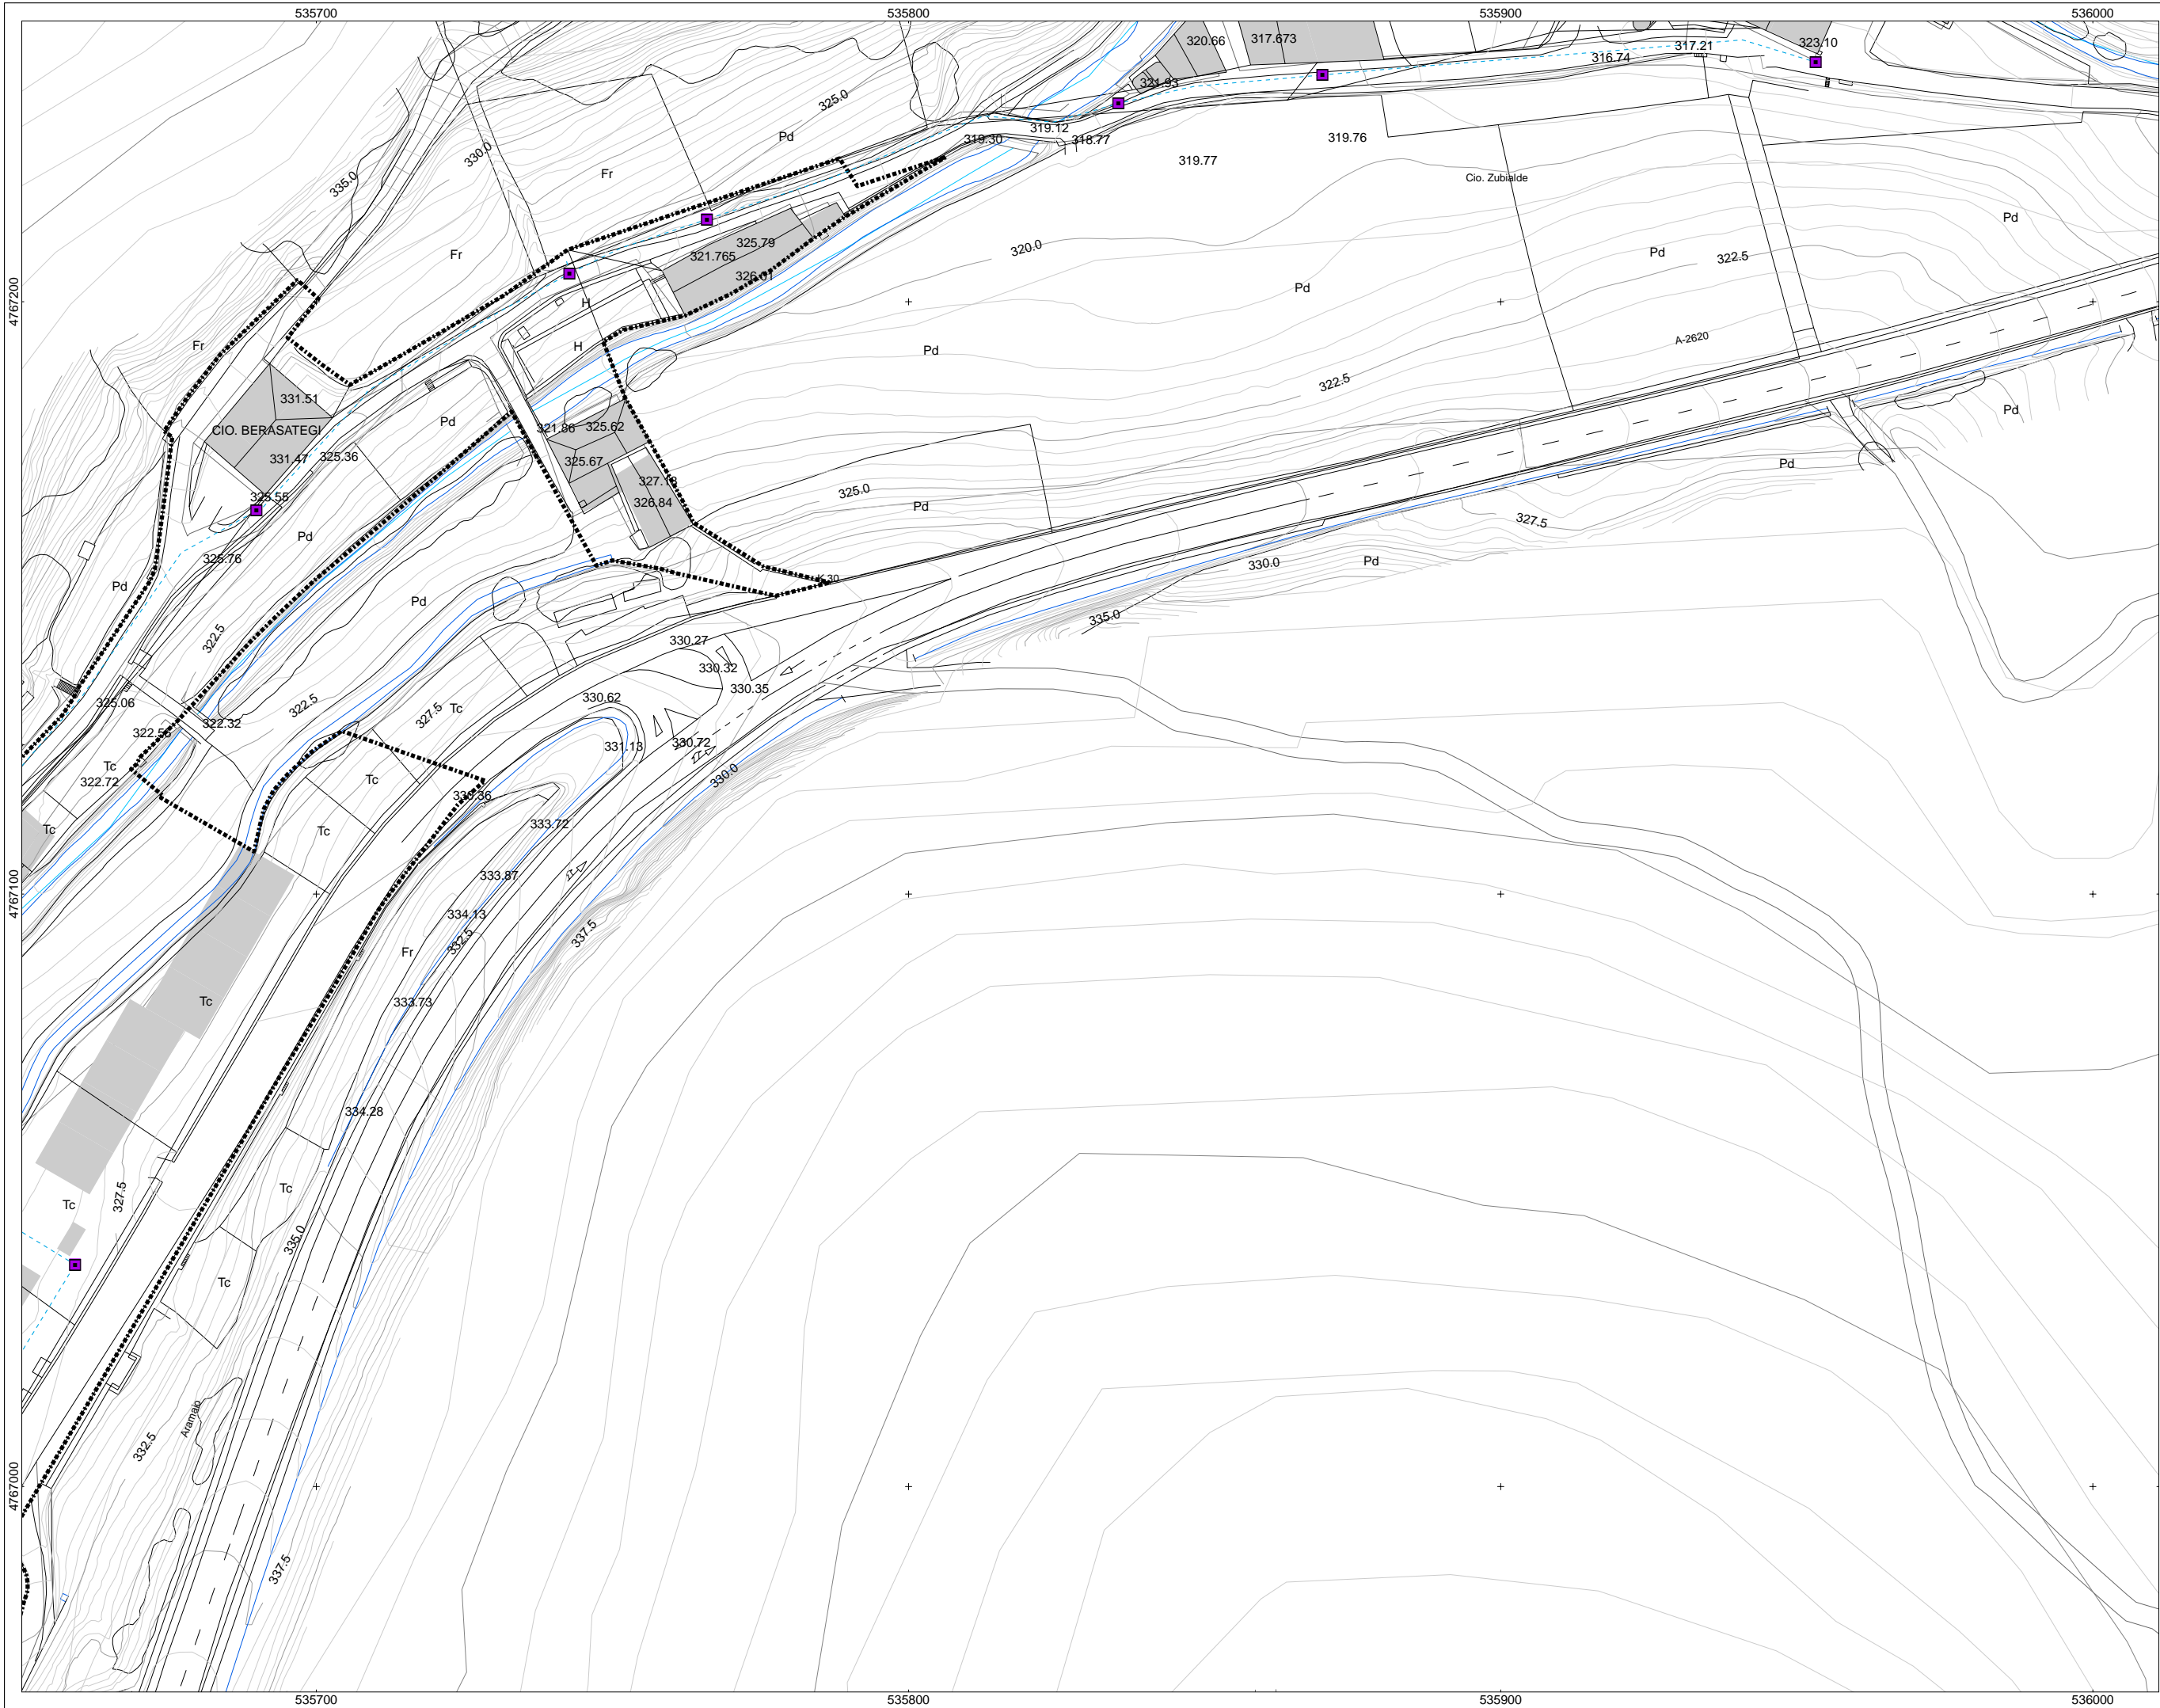 535700 535800 535900 536000
320.66
317.673
317.21
323.10
316.74
321.93
325.0
Pd
319.30
319.12
318.77
319.76
319.77
330.0
335.0
Fr
Cio. Zubialde
Pd
Fr
325.79
321.765
326.01
320.0
Pd
322.5
Pd
4767200
H
H
Fr
Pd
A-2620
322.5
331.51
CIO. BERASATEGI
331.47
325.36
Pd
321.86
325.62
325.67
Pd
Pd
325.55
327.18
326.84
325.0
Pd
327.5
Pd
325.76
330.0
Pd
K-30
Pd
Pd
322.5
335.0
330.27
330.32
330.35
330.62
325.06
322.32
322.5
327.5
Tc
322.56
331.13
330.72
330.0
Tc
322.72
Tc
330.36
Tc
Tc
333.72
4767100
333.87
334.13
332.5
337.5
Fr
Tc
333.73
334.28
Tc
327.5
Tc
335.0
Tc
Aramaio
332.5
4767000
337.5
535700 535800 535900 536000